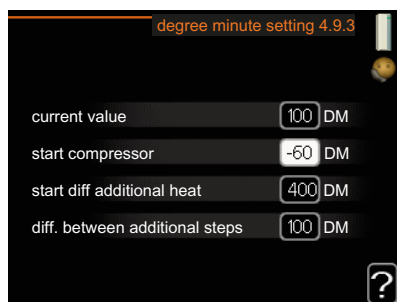 degree minute setting 4.9.3
current value 100 DM
start compressor -60 DM
start diff additional heat 400 DM
diff. between additional steps 100 DM
?